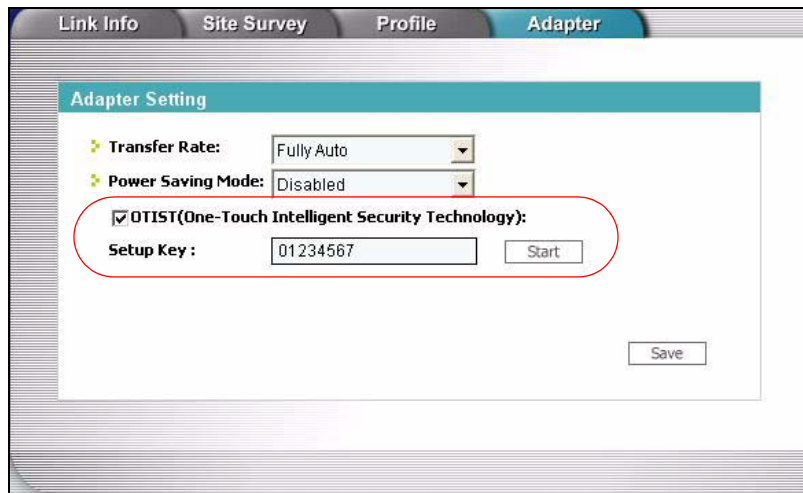 Link Info Site Survey Profile Adapter
Adapter Setting
Transfer Rate: Fully Auto
Power Saving Mode: Disabled
OTIST(One-Touch Intelligent Security Technology):
Setup Key : 01234567 Start
Save